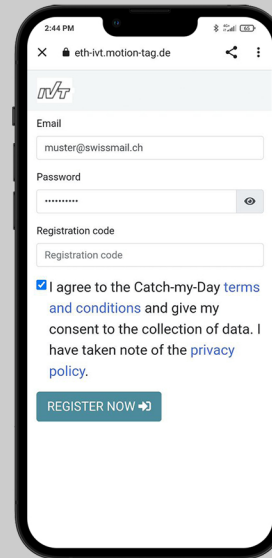 2:44 PM
eth-ivt.motion-tag.de
IVT
Email
muster@swissmail.ch
Password
••••••••••
Registration code
Registration code
I agree to the Catch-my-Day terms
and conditions and give my
consent to the collection of data. I
have taken note of the privacy
policy.
REGISTER NOW